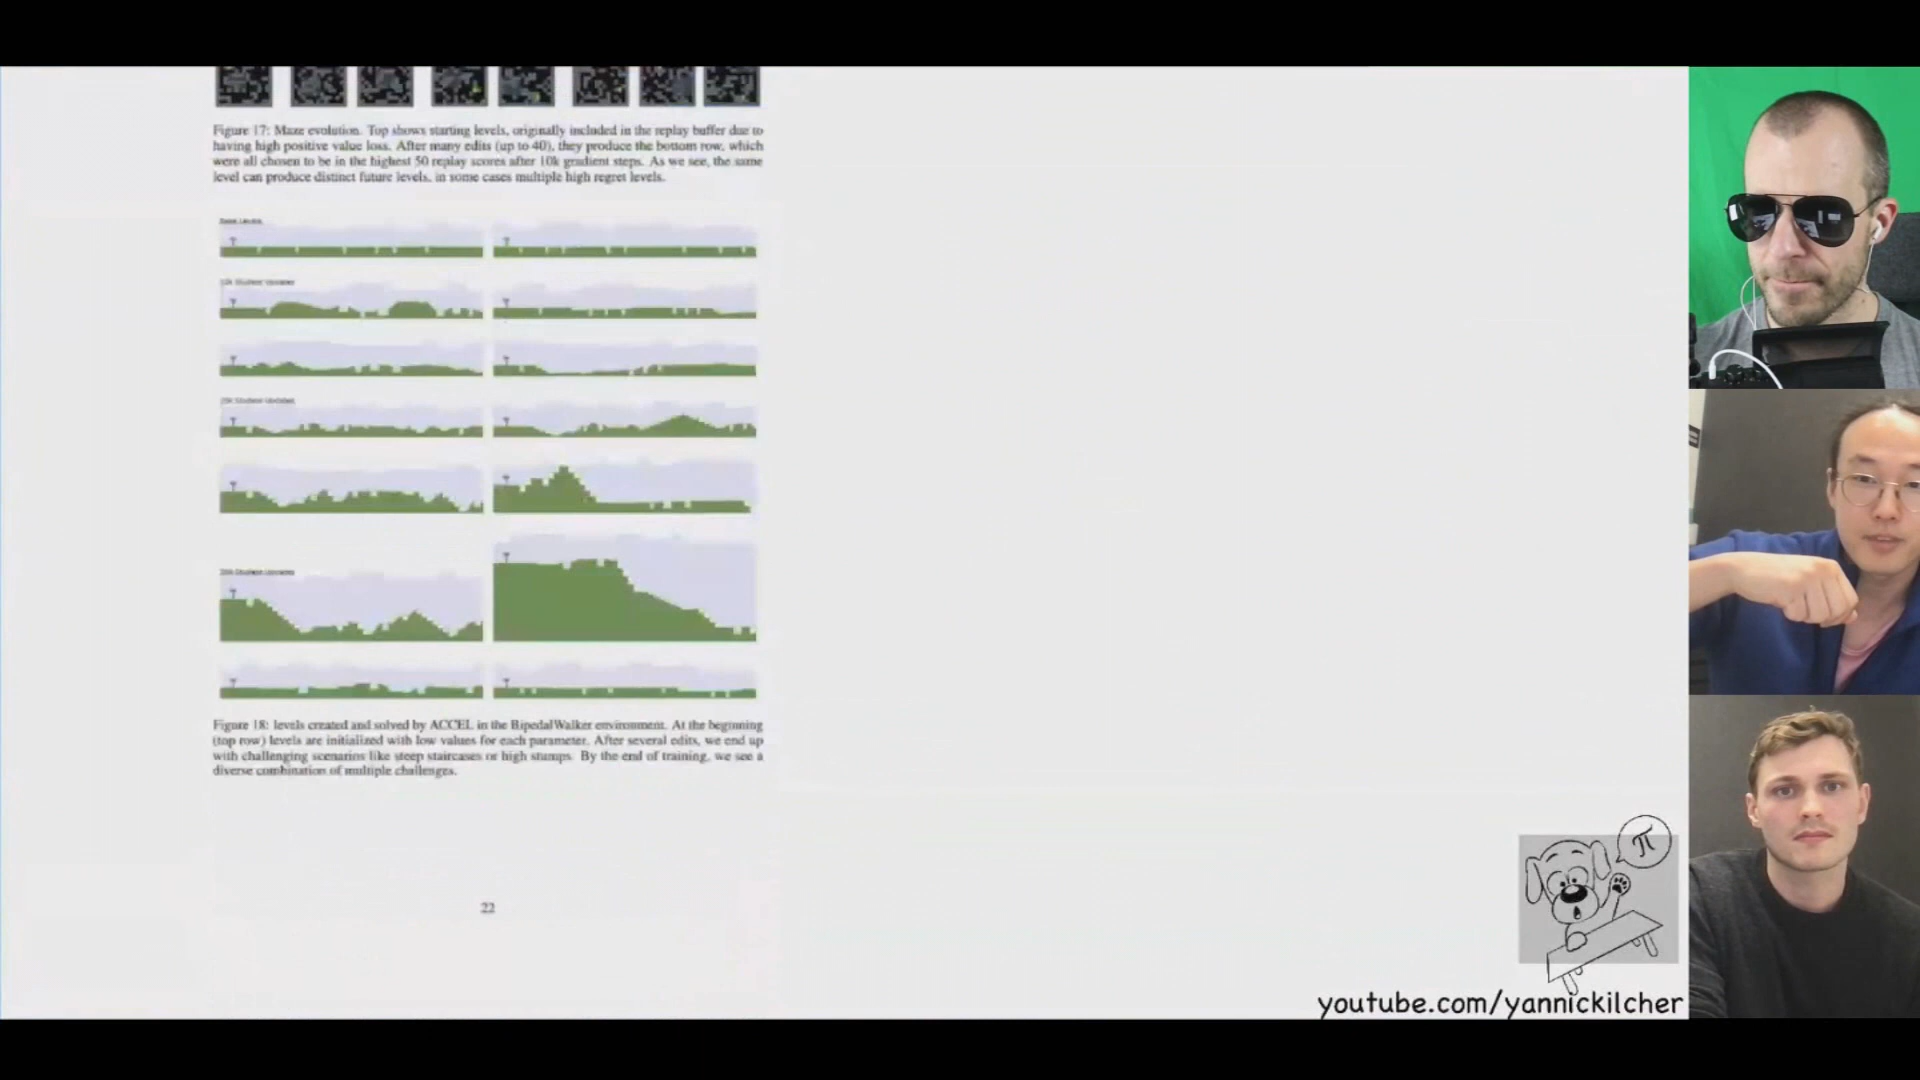 Figure 17: Maze evolution. Top shows starting levels, originally included in the replay buffer due to
having high positive value loss. After many edits (up to 40), they produce the bottom row, which
were all chosen to be in the highest 50 replay scores after 10k gradient steps. As we see, the same
level can produce distinct future levels, in some cases multiple high regret levels.
Student Updates
Student Updates
Student Updates
Figure 18: levels created and solved by ACCEL in the BipedalWalker environment. At the beginning
(top row) levels are initialized with low values for each parameter. After several edits, we end up
with challenging scenarios like steep staircases or high stumps. By the end of training, we see a
diverse combination of multiple challenges.
22
π
youtube.com/yannickilcher